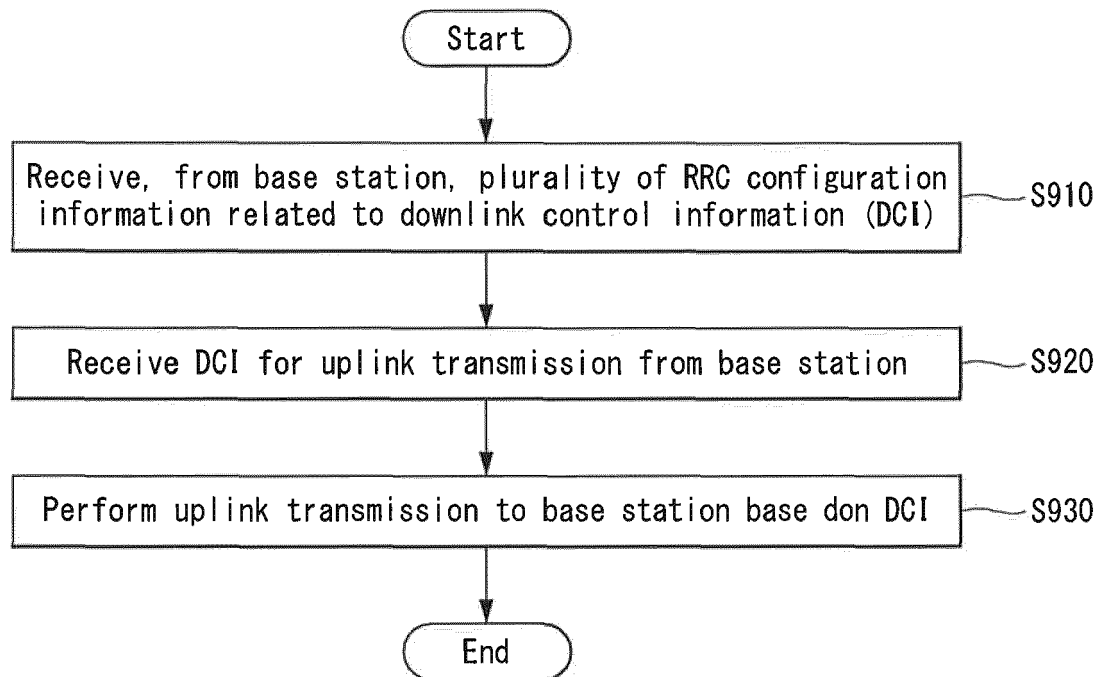 Start
Receive, from base station, plurality of RRC configuration
information related to downlink control information (DCI)
S910
Receive DCI for uplink transmission from base station
S920
Perform uplink transmission to base station base don DCI
S930
End